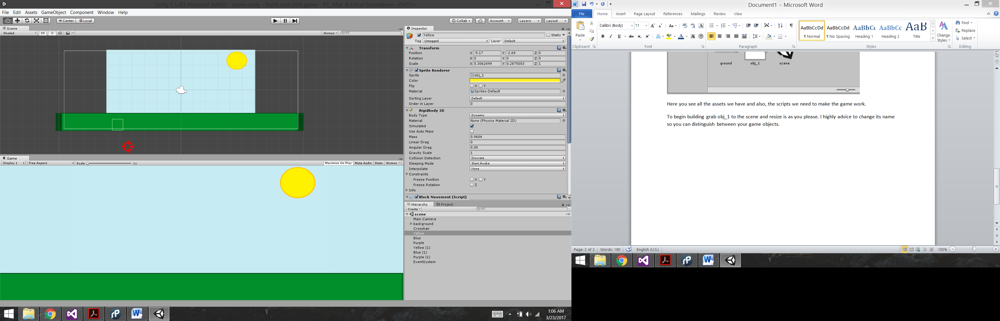 Unity 5.5.0f3 Personal (64bit) - scene.unity - Point and click game - PC, Mac & Linux Standalone <DX11>
File Edit Assets GameObject Component Window Help
Center Local
Collab Account Layers Layout
Scene
Shaded 2D Gizmos All
Game
Display 1 Free Aspect Scale 1x Maximize On Play Mute Audio Stats Gizmos
Inspector
Yellow Static
Tag Untagged Layer Default
Transform
Position X -5.17 Y -2.69 Z 0
Rotation X 0 Y 0 Z 0
Scale X 0.3062499 Y 0.2875003 Z 1
Sprite Renderer
Sprite obj_1
Color
Flip X Y
Material Sprites-Default
Sorting Layer Default
Order in Layer 0
Rigidbody 2D
Body Type Dynamic
Material None (Physics Material 2D)
Simulated
Use Auto Mass
Mass 0.9604
Linear Drag 0
Angular Drag 0.05
Gravity Scale 1
Collision Detection Discrete
Sleeping Mode Start Awake
Interpolate None
Constraints
Freeze Position X Y
Freeze Rotation Z
Info
Block Movement (Script)
Hierarchy Project
Create All
scene
Main Camera
background
Crosshair
Yellow
Blue
Purple
Yellow (1)
Blue (1)
Purple (1)
EventSystem
1:06 AM
3/23/2017
Document1 - Microsoft Word
File Home Insert Page Layout References Mailings Review View
Calibri (Body) 11
Paste
Clipboard Font Paragraph Styles Editing
AaBbCcDd AaBbCcDd AaBbCc AaBbCc AaB
¶ Normal ¶ No Spacing Heading 1 Heading 2 Title
Change
Styles
Find
Replace
Select
ground obj_1 scene
Here you see all the assets we have and also, the scripts we need to make the game work.
To begin building grab obj_1 to the scene and resize is as you please. I highly advice to change its name
so you can distinguish between your game objects.
Page: 2 of 2 Words: 190 English (U.S.) 100%